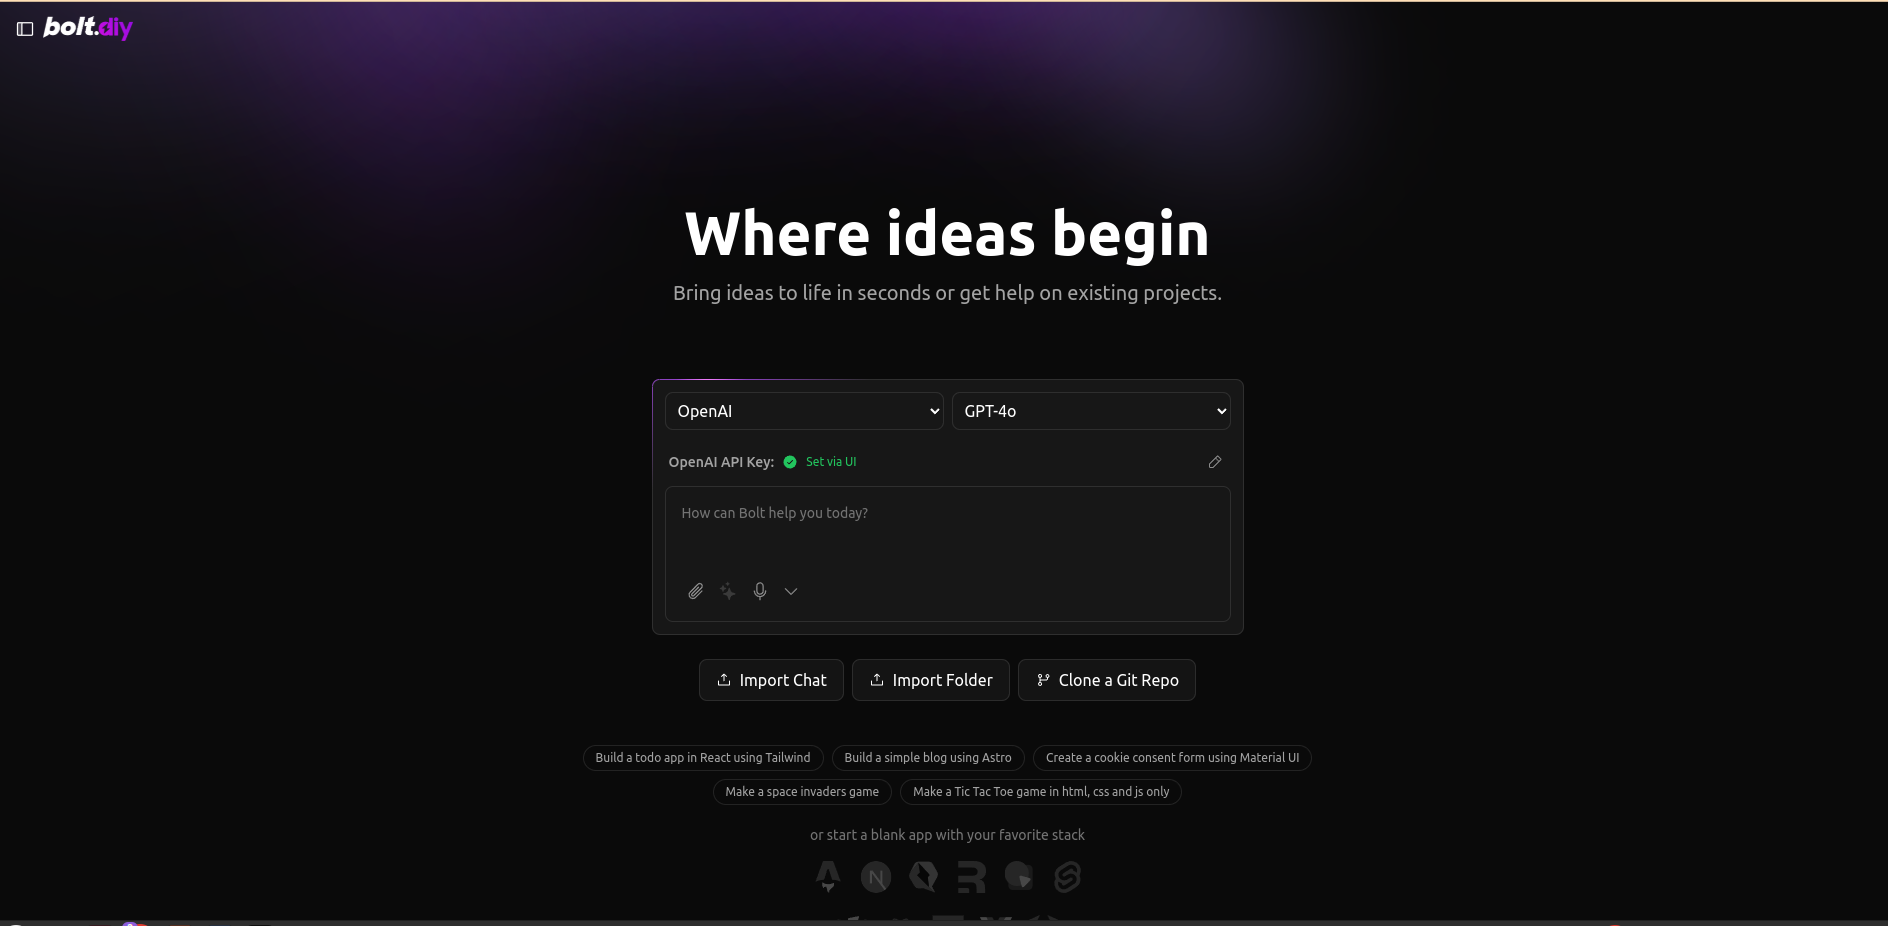 bolt.diy
Where ideas begin
Bring ideas to life in seconds or get help on existing projects.
OpenAI
GPT-4o
OpenAI API Key: Set via UI
How can Bolt help you today?
Import Chat
Import Folder
Clone a Git Repo
Build a todo app in React using Tailwind
Build a simple blog using Astro
Create a cookie consent form using Material UI
Make a space invaders game
Make a Tic Tac Toe game in html, css and js only
or start a blank app with your favorite stack